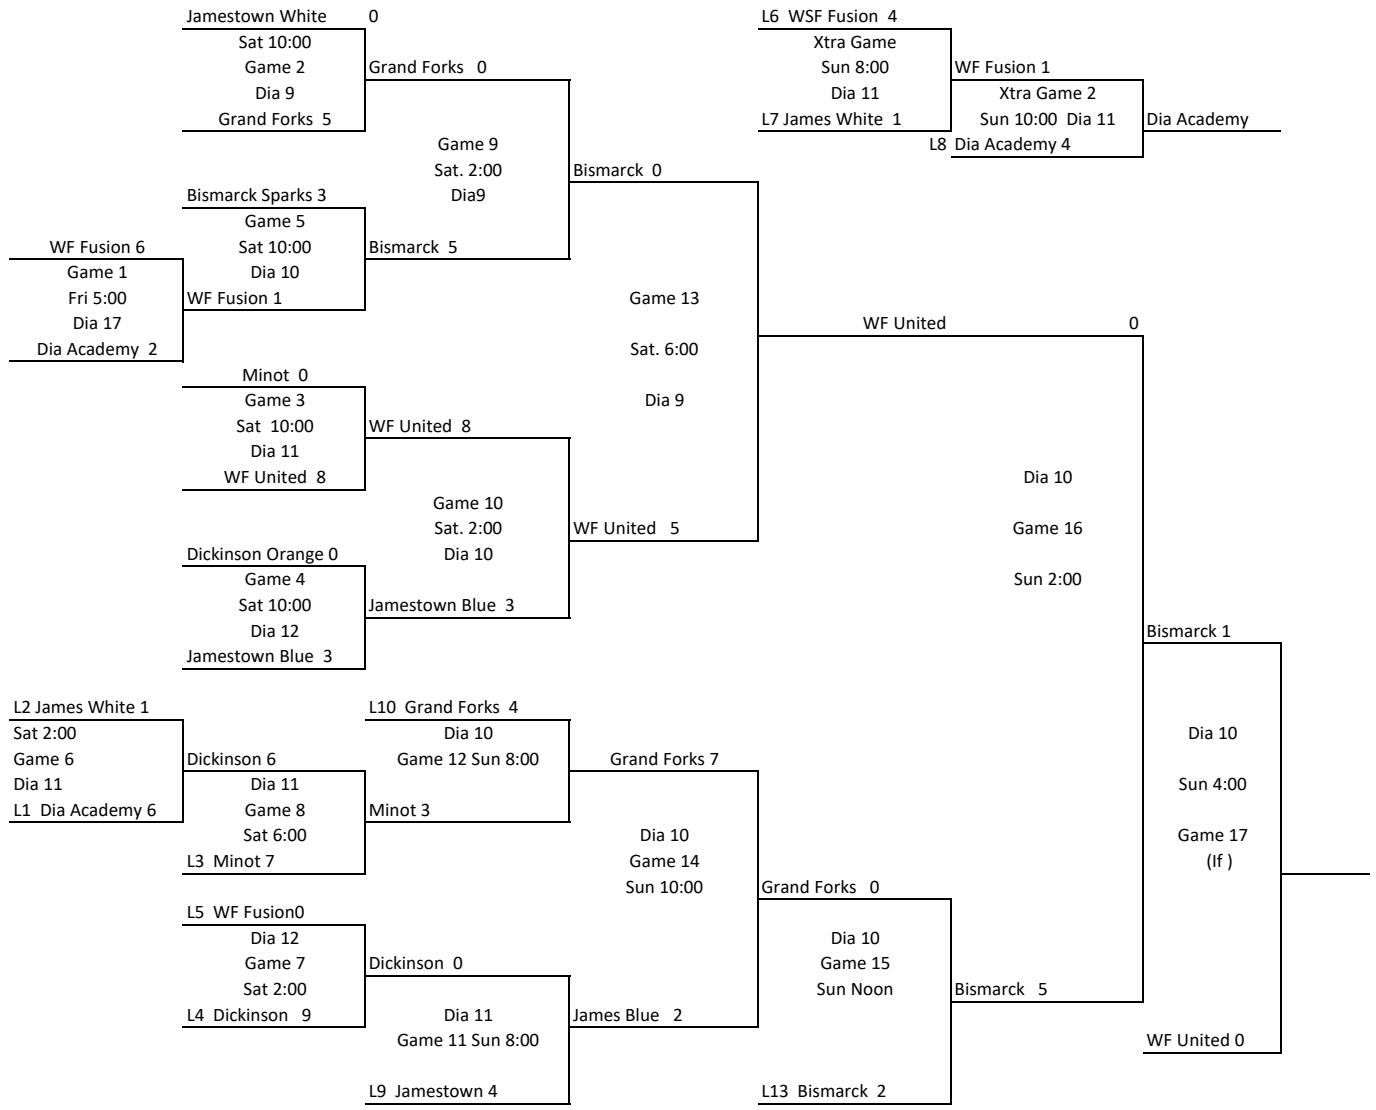 Jamestown White 0
L6 WSF Fusion 4
Sat 10:00
Xtra Game
Game 2
Grand Forks 0
Sun 8:00
WF Fusion 1
Dia 9
Dia 11
Xtra Game 2
Grand Forks 5
L7 James White 1
Sun 10:00 Dia 11
Dia Academy
Game 9
L8 Dia Academy 4
Sat. 2:00
Bismarck 0
Bismarck Sparks 3
Dia9
Game 5
WF Fusion 6
Sat 10:00
Bismarck 5
Game 1
Dia 10
Fri 5:00
WF Fusion 1
Game 13
Dia 17
WF United 0
Dia Academy 2
Sat. 6:00
Minot 0
Game 3
Dia 9
Sat 10:00
WF United 8
Dia 11
WF United 8
Dia 10
Game 10
Sat. 2:00
WF United 5
Game 16
Dickinson Orange 0
Dia 10
Game 4
Sun 2:00
Sat 10:00
Jamestown Blue 3
Dia 12
Bismarck 1
Jamestown Blue 3
L2 James White 1
L10 Grand Forks 4
Sat 2:00
Dia 10
Dia 10
Game 6
Dickinson 6
Game 12 Sun 8:00
Grand Forks 7
Dia 11
Dia 11
Sun 4:00
L1 Dia Academy 6
Game 8
Minot 3
Sat 6:00
Dia 10
Game 17
L3 Minot 7
Game 14
(If )
Sun 10:00
Grand Forks 0
L5 WF Fusion0
Dia 12
Dia 10
Game 7
Dickinson 0
Game 15
Sat 2:00
Sun Noon
Bismarck 5
L4 Dickinson 9
Dia 11
James Blue 2
Game 11 Sun 8:00
WF United 0
L9 Jamestown 4
L13 Bismarck 2